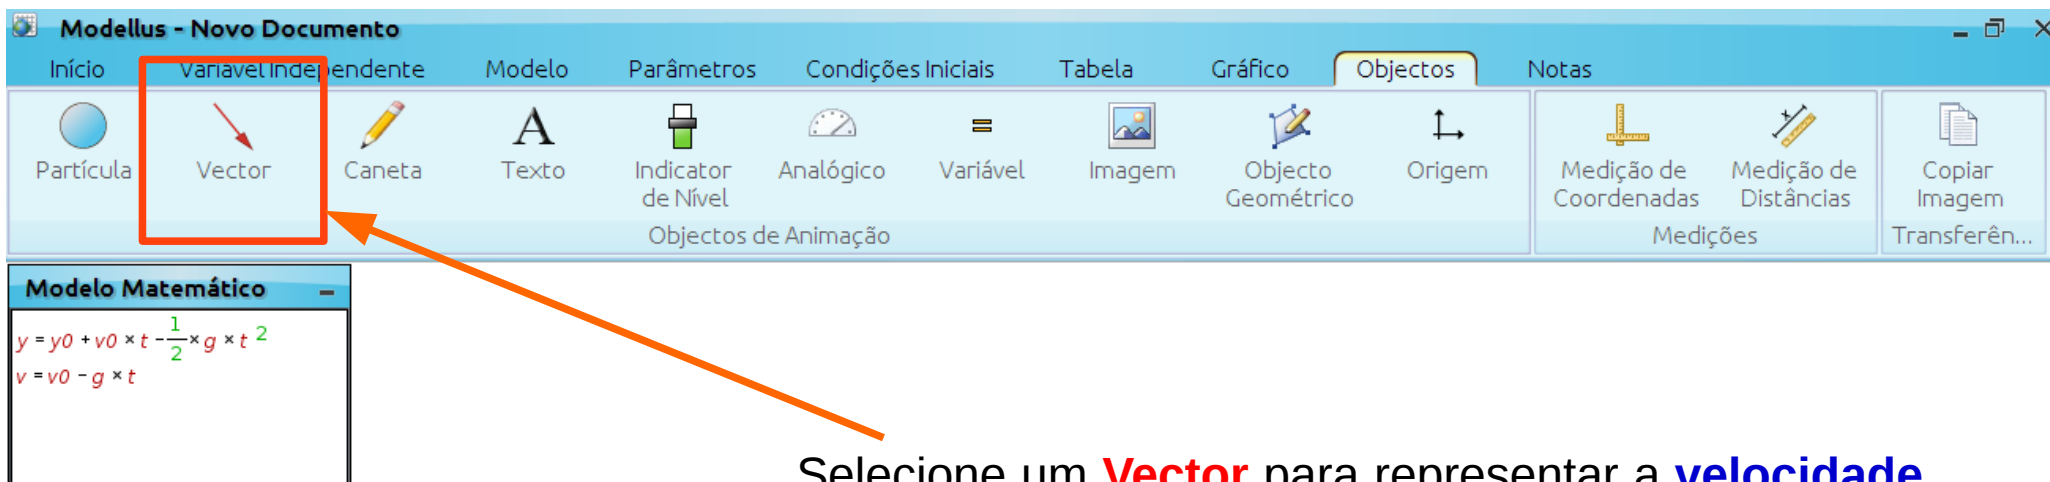 Modellus - Novo Documento
Início Variável Independente Modelo Parâmetros Condições Iniciais Tabela Gráfico Objectos Notas
Partícula Vector Caneta Texto Indicator de Nível Analógico Variável Imagem Objecto Geométrico Origem Medição de Coordenadas Medição de Distâncias Copiar Imagem
Objectos de Animação Medições Transferên...
Modelo Matemático
y = y0 + v0 × t - 1/2 × g × t 2
v = v0 - g × t
Selecione um Vector para representar a velocidade